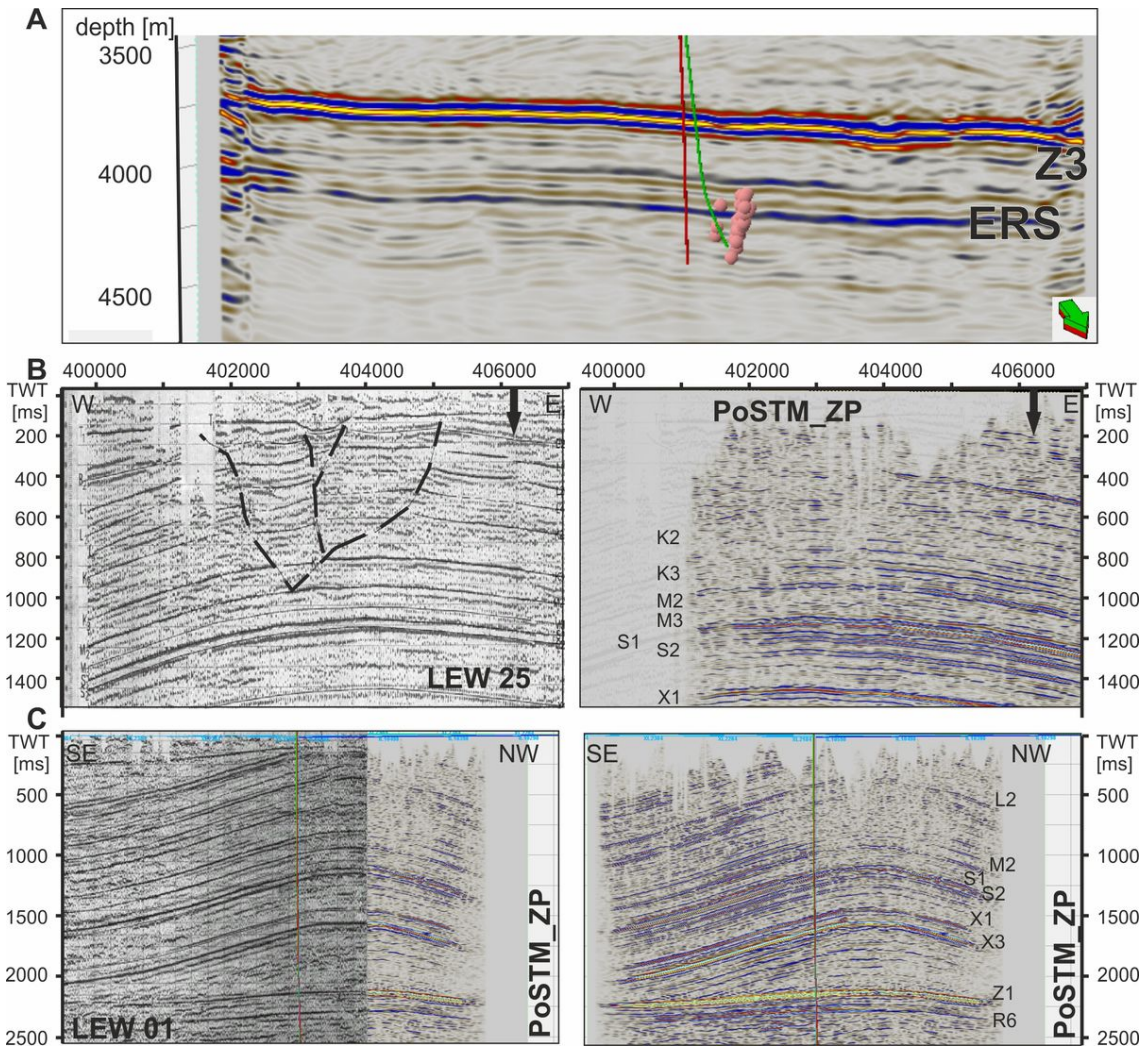 A
depth [m]
3500
4000
4500
Z3
ERS
B
400000 402000 404000 406000
TWT
[ms]
W E
200
400
600
800
1000
1200
1400
LEW 25
400000 402000 404000 406000
TWT
[ms]
W PoSTM_ZP E
200
400
600
800
1000
1200
1400
K2
K3
M2
M3
S1
S2
X1
C
TWT
[ms]
SE NW
500
1000
1500
2000
2500
LEW 01
PoSTM_ZP
SE NW
TWT
[ms]
500
1000
1500
2000
2500
L2
M2
S1
S2
X1
X3
Z1
R6
PoSTM_ZP